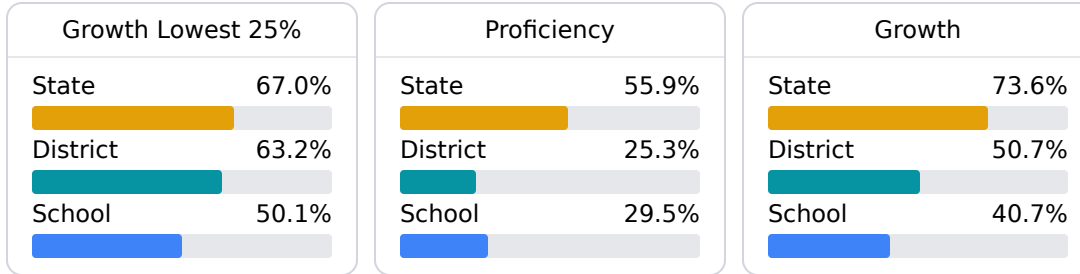 Growth Lowest 25%
State 67.0%
District 63.2%
School 50.1%
Proficiency
State 55.9%
District 25.3%
School 29.5%
Growth
State 73.6%
District 50.7%
School 40.7%